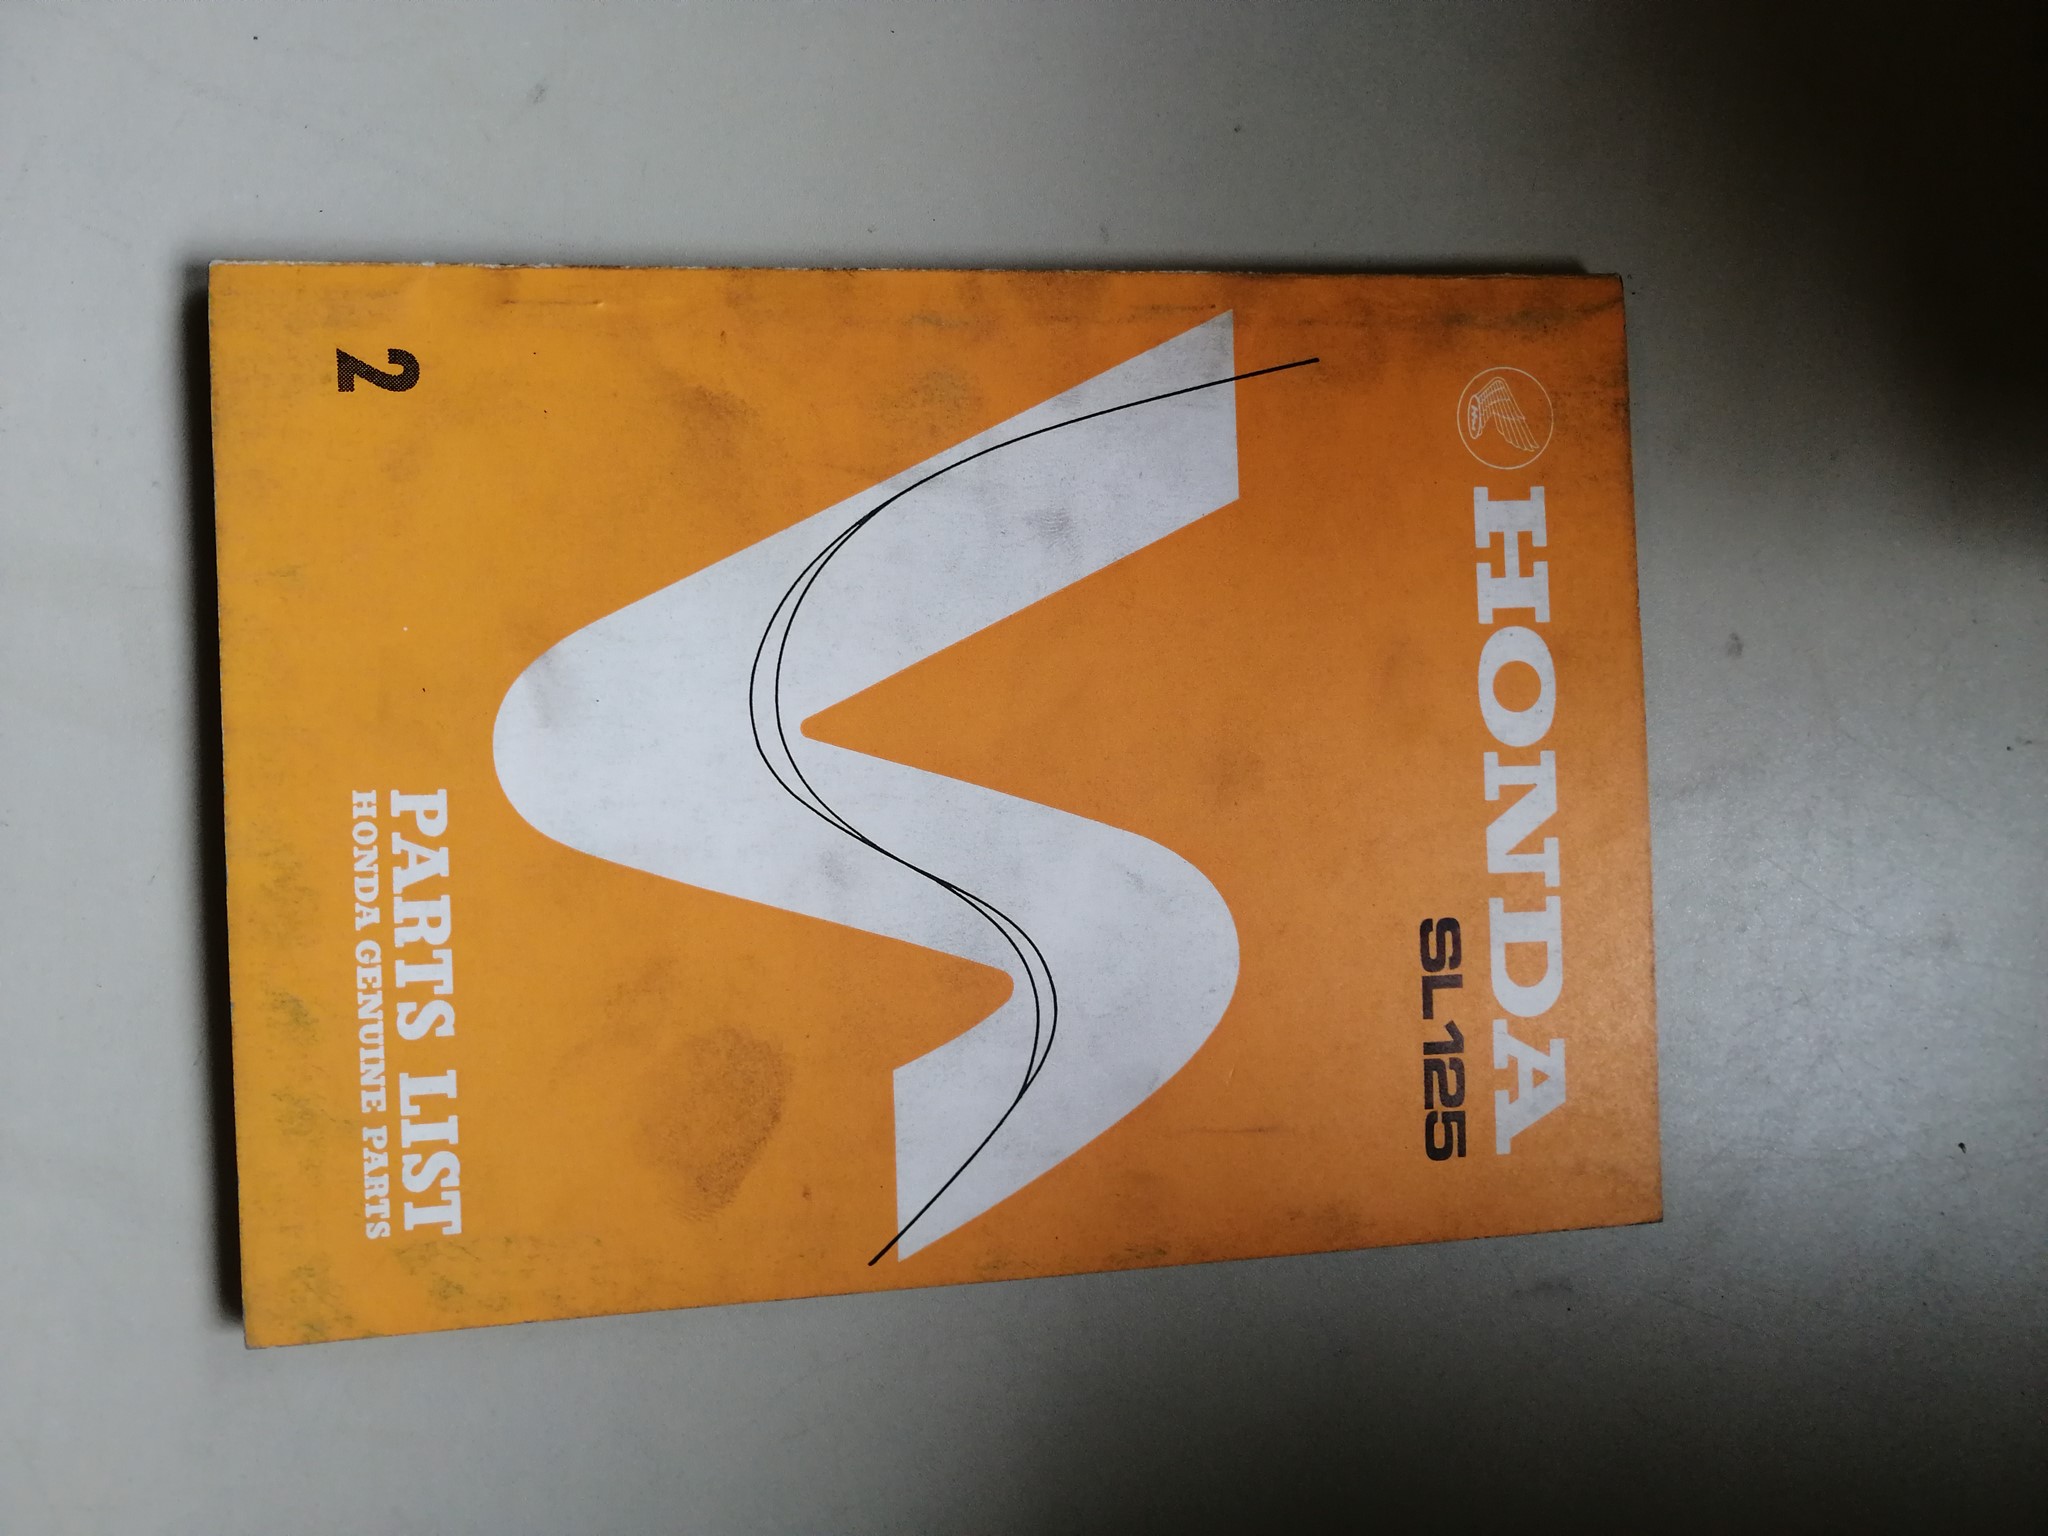 HONDA
SL125
PARTS LIST
HONDA GENUINE PARTS
2